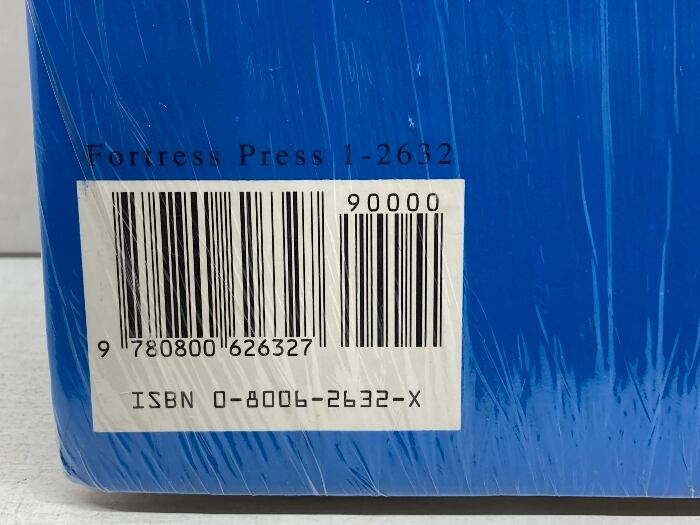 Fortress Press 1-2632
90000
9 780800 626327
ISBN 0-8006-2632-X